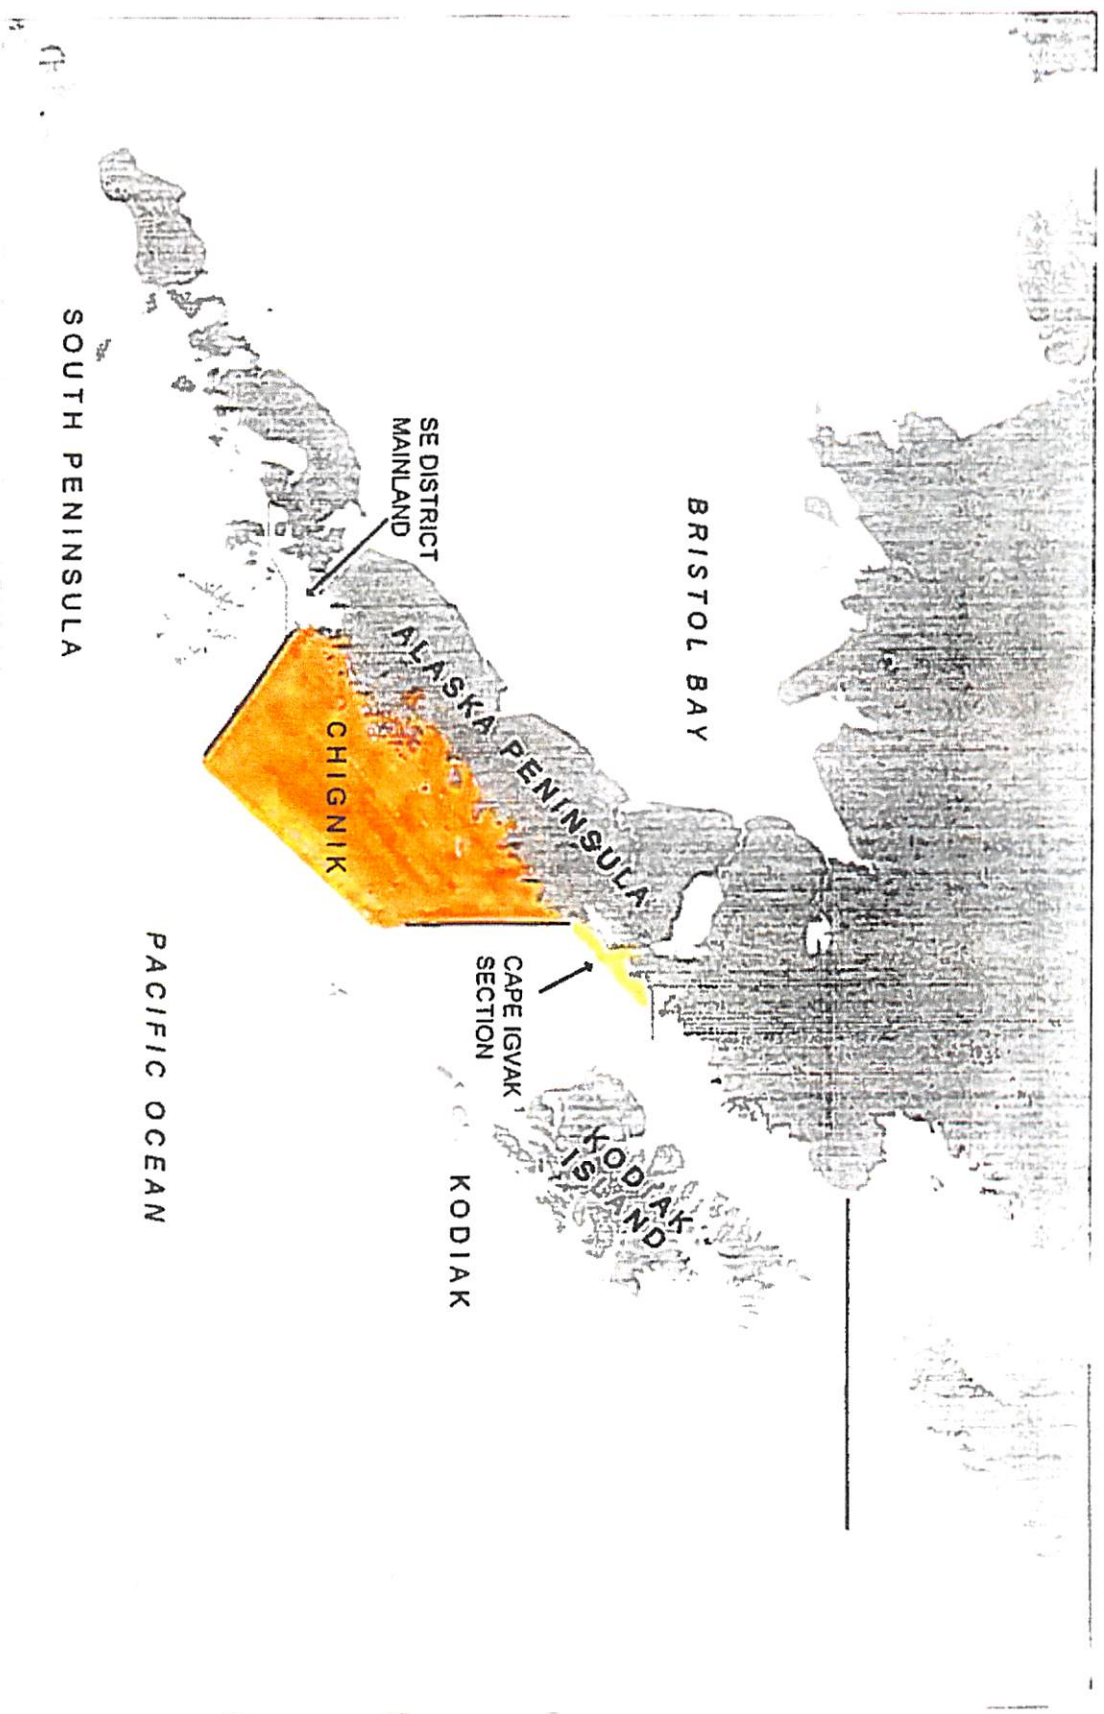 BRISTOL BAY
SE DISTRICT
MAINLAND
ALASKA PENINSULA
CHIGNIK
CAPE IGVAK
SECTION
KODIAK
ISLAND
KODIAK
SOUTH PENINSULA
PACIFIC OCEAN